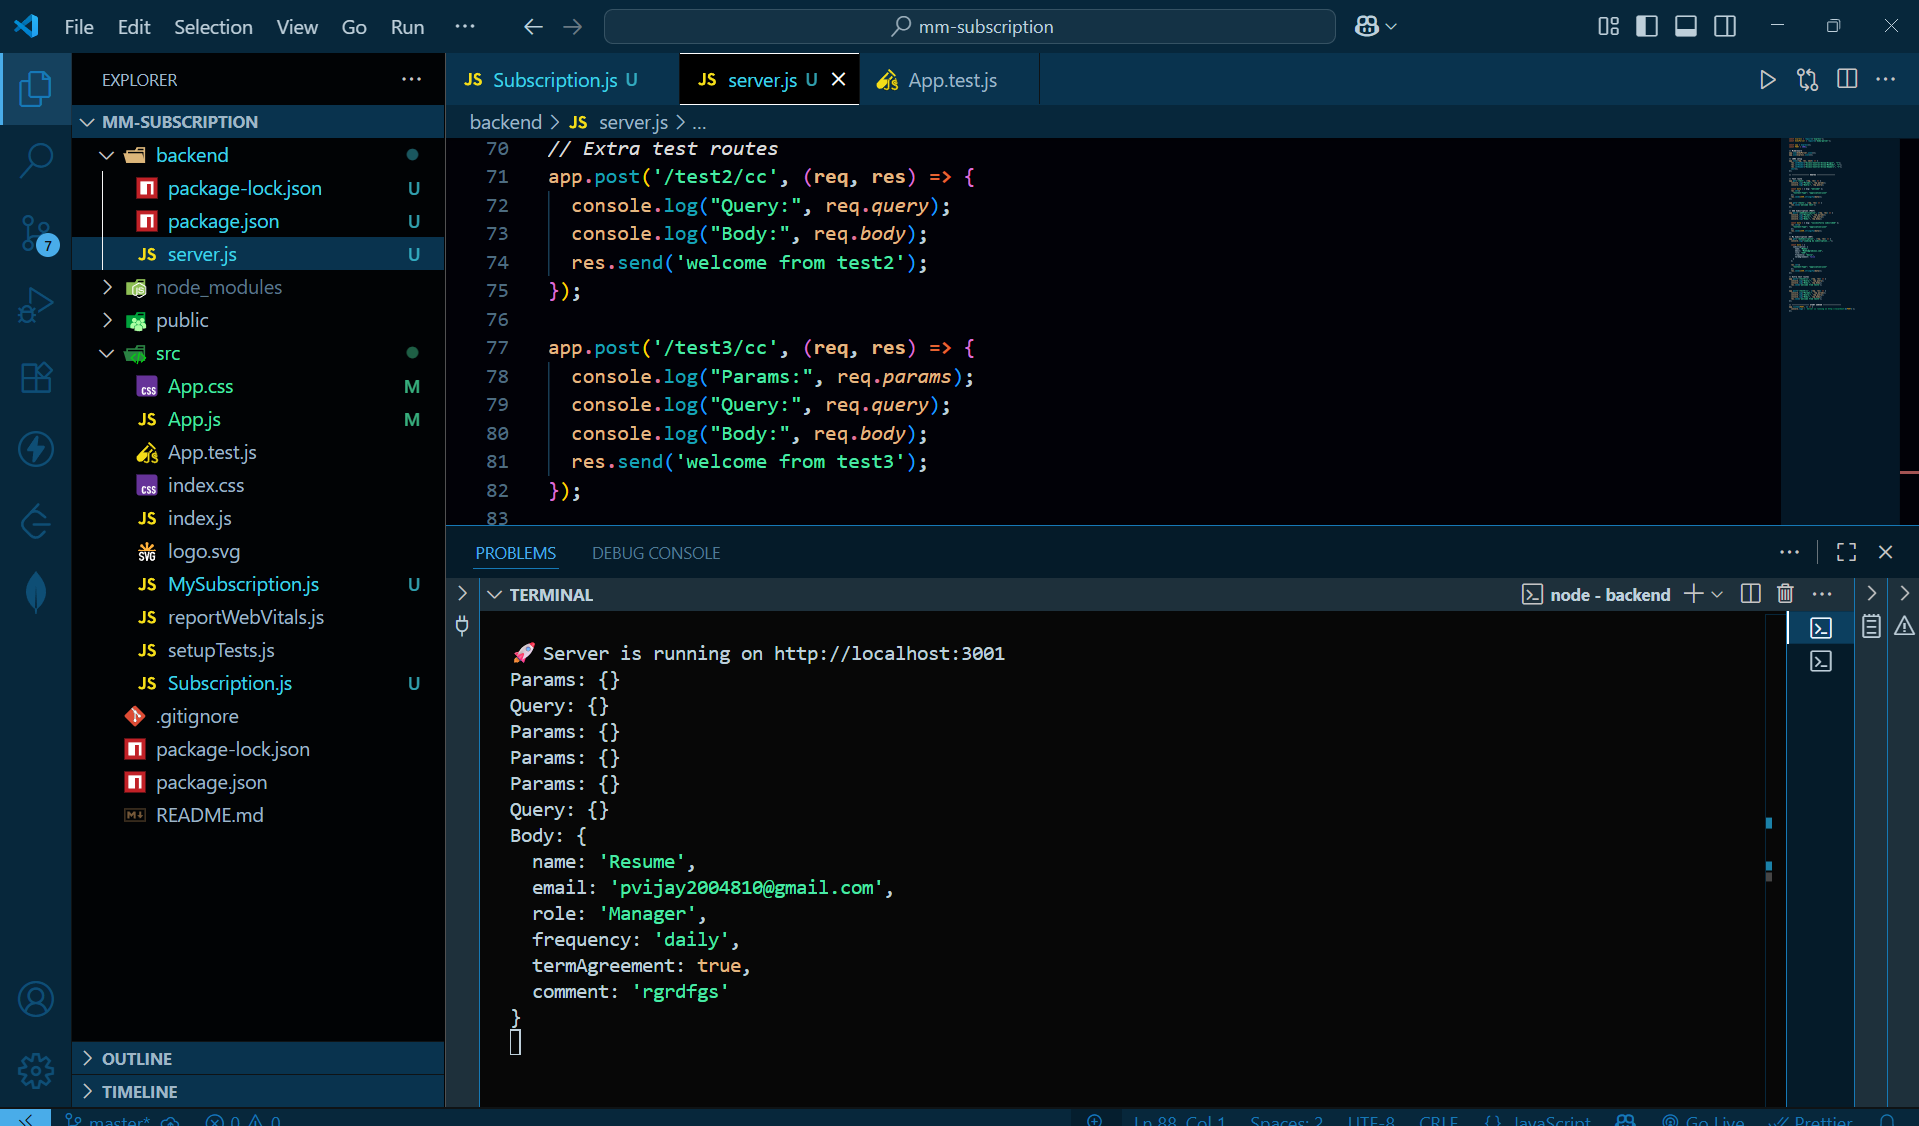 File Edit Selection View Go Run ··· mm-subscription
EXPLORER ···
Subscription.js U server.js U App.test.js
MM-SUBSCRIPTION
backend > JS server.js > ...
backend
package-lock.json U
package.json U
JS server.js U
node_modules
public
src
css App.css M
JS App.js M
App.test.js
css index.css
JS index.js
SVG logo.svg
JS MySubscription.js U
JS reportWebVitals.js
JS setupTests.js
JS Subscription.js U
.gitignore
package-lock.json
package.json
README.md
7
OUTLINE
TIMELINE
70 // Extra test routes
71 app.post('/test2/cc', (req, res) => {
72 console.log("Query:", req.query);
73 console.log("Body:", req.body);
74 res.send('welcome from test2');
75 });
76
77 app.post('/test3/cc', (req, res) => {
78 console.log("Params:", req.params);
79 console.log("Query:", req.query);
80 console.log("Body:", req.body);
81 res.send('welcome from test3');
82 });
83
PROBLEMS DEBUG CONSOLE ···
TERMINAL node - backend
🚀 Server is running on http://localhost:3001
Params: {}
Query: {}
Params: {}
Params: {}
Params: {}
Query: {}
Body: {
name: 'Resume',
email: 'pvijay2004810@gmail.com',
role: 'Manager',
frequency: 'daily',
termAgreement: true,
comment: 'rgrdfgs'
}
master* 0 0 Ln 88, Col 1 Spaces: 2 UTF-8 CRLF {} JavaScript Go Live Prettier